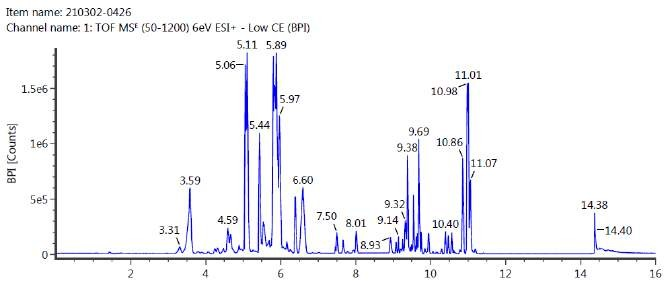 Item name: 210302-0426
Channel name: 1: TOF MSᴱ (50-1200) 6eV ESI+ - Low CE (BPI)
5.11 5.89
5.06 11.01
1.5e6 10.98
5.97
5.44 9.69
1e6 9.38 10.86
BPI [Counts]
3.59 6.60 11.07
5e5 9.32 14.38
4.59 7.50 8.01 9.14 10.40
3.31 8.93 14.40
0
2 4 6 8 10 12 14 16